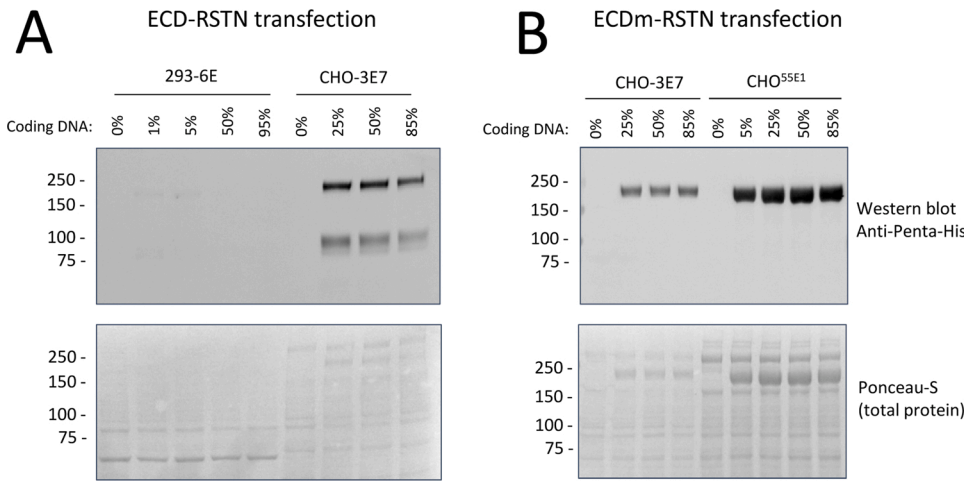 A
ECD-RSTN transfection
293-6E
CHO-3E7
Coding DNA:
0%
1%
5%
50%
95%
0%
25%
50%
85%
250 -
150 -
100 -
75 -
250 -
150 -
100 -
75 -
B
ECDm-RSTN transfection
CHO-3E7
CHO55E1
Coding DNA:
0%
25%
50%
85%
0%
5%
25%
50%
85%
250 -
150 -
100 -
75 -
Western blot
Anti-Penta-His
250 -
150 -
100 -
75 -
Ponceau-S
(total protein)